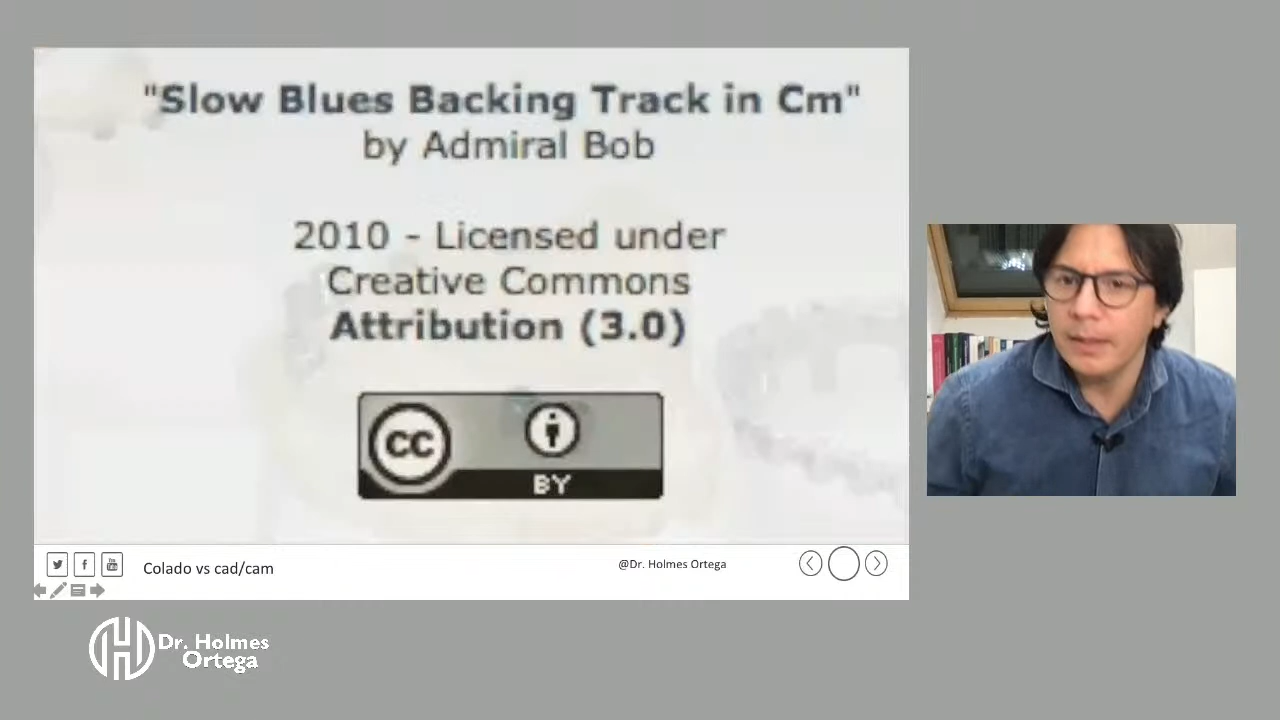 "Slow Blues Backing Track in Cm"
by Admiral Bob
2010 - Licensed under
Creative Commons
Attribution (3.0)
CC
BY
Colado vs cad/cam
@Dr. Holmes Ortega
Dr. Holmes
Ortega